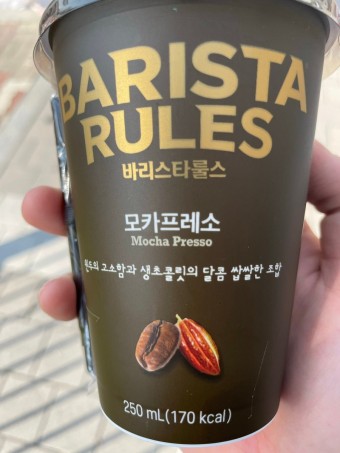 BARISTA
RULES
바리스타룰스
모카프레소
Mocha Presso
원두의 고소함과 생초콜릿의 달콤 쌉쌀한 조합
250 mL(170 kcal)